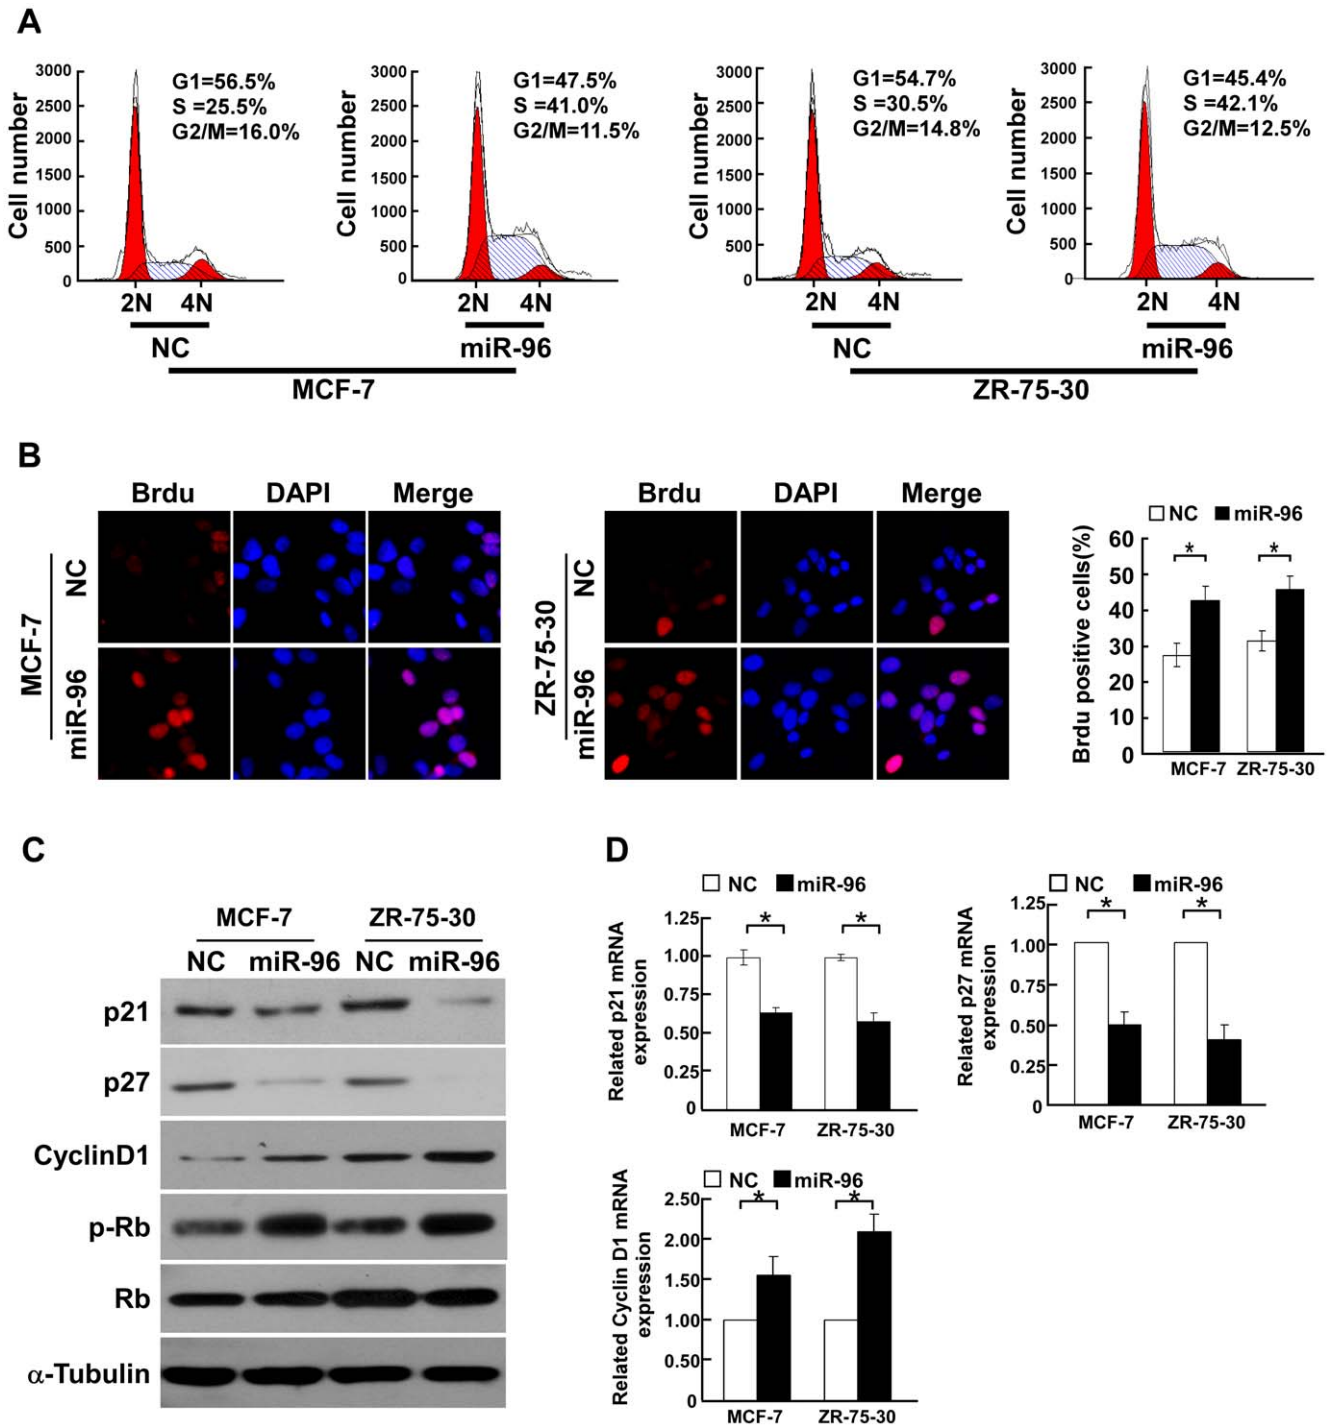 A
3000
2500
2000
1500
1000
500
0
Cell number
G1=56.5%
S =25.5%
G2/M=16.0%
2N 4N
NC
3000
2500
2000
1500
1000
500
0
Cell number
G1=47.5%
S =41.0%
G2/M=11.5%
2N 4N
miR-96
MCF-7
3000
2500
2000
1500
1000
500
0
Cell number
G1=54.7%
S =30.5%
G2/M=14.8%
2N 4N
NC
3000
2500
2000
1500
1000
500
0
Cell number
G1=45.4%
S =42.1%
G2/M=12.5%
2N 4N
miR-96
ZR-75-30
B
Brdu DAPI Merge
MCF-7
NC
miR-96
Brdu DAPI Merge
ZR-75-30
NC
miR-96
NC miR-96
Brdu positive cells(%)
60
50
40
30
20
10
0
* *
MCF-7 ZR-75-30
C
MCF-7 ZR-75-30
NC miR-96 NC miR-96
p21
p27
CyclinD1
p-Rb
Rb
α-Tubulin
D
NC miR-96
Related p21 mRNA
expression
1.25
1.00
0.75
0.50
0.25
0
* *
MCF-7 ZR-75-30
NC miR-96
Related p27 mRNA
expression
1.25
1.00
0.50
0.25
0
* *
MCF-7 ZR-75-30
NC miR-96
Related Cyclin D1 mRNA
expression
2.50
2.00
1.50
1.00
0.50
0
* *
MCF-7 ZR-75-30